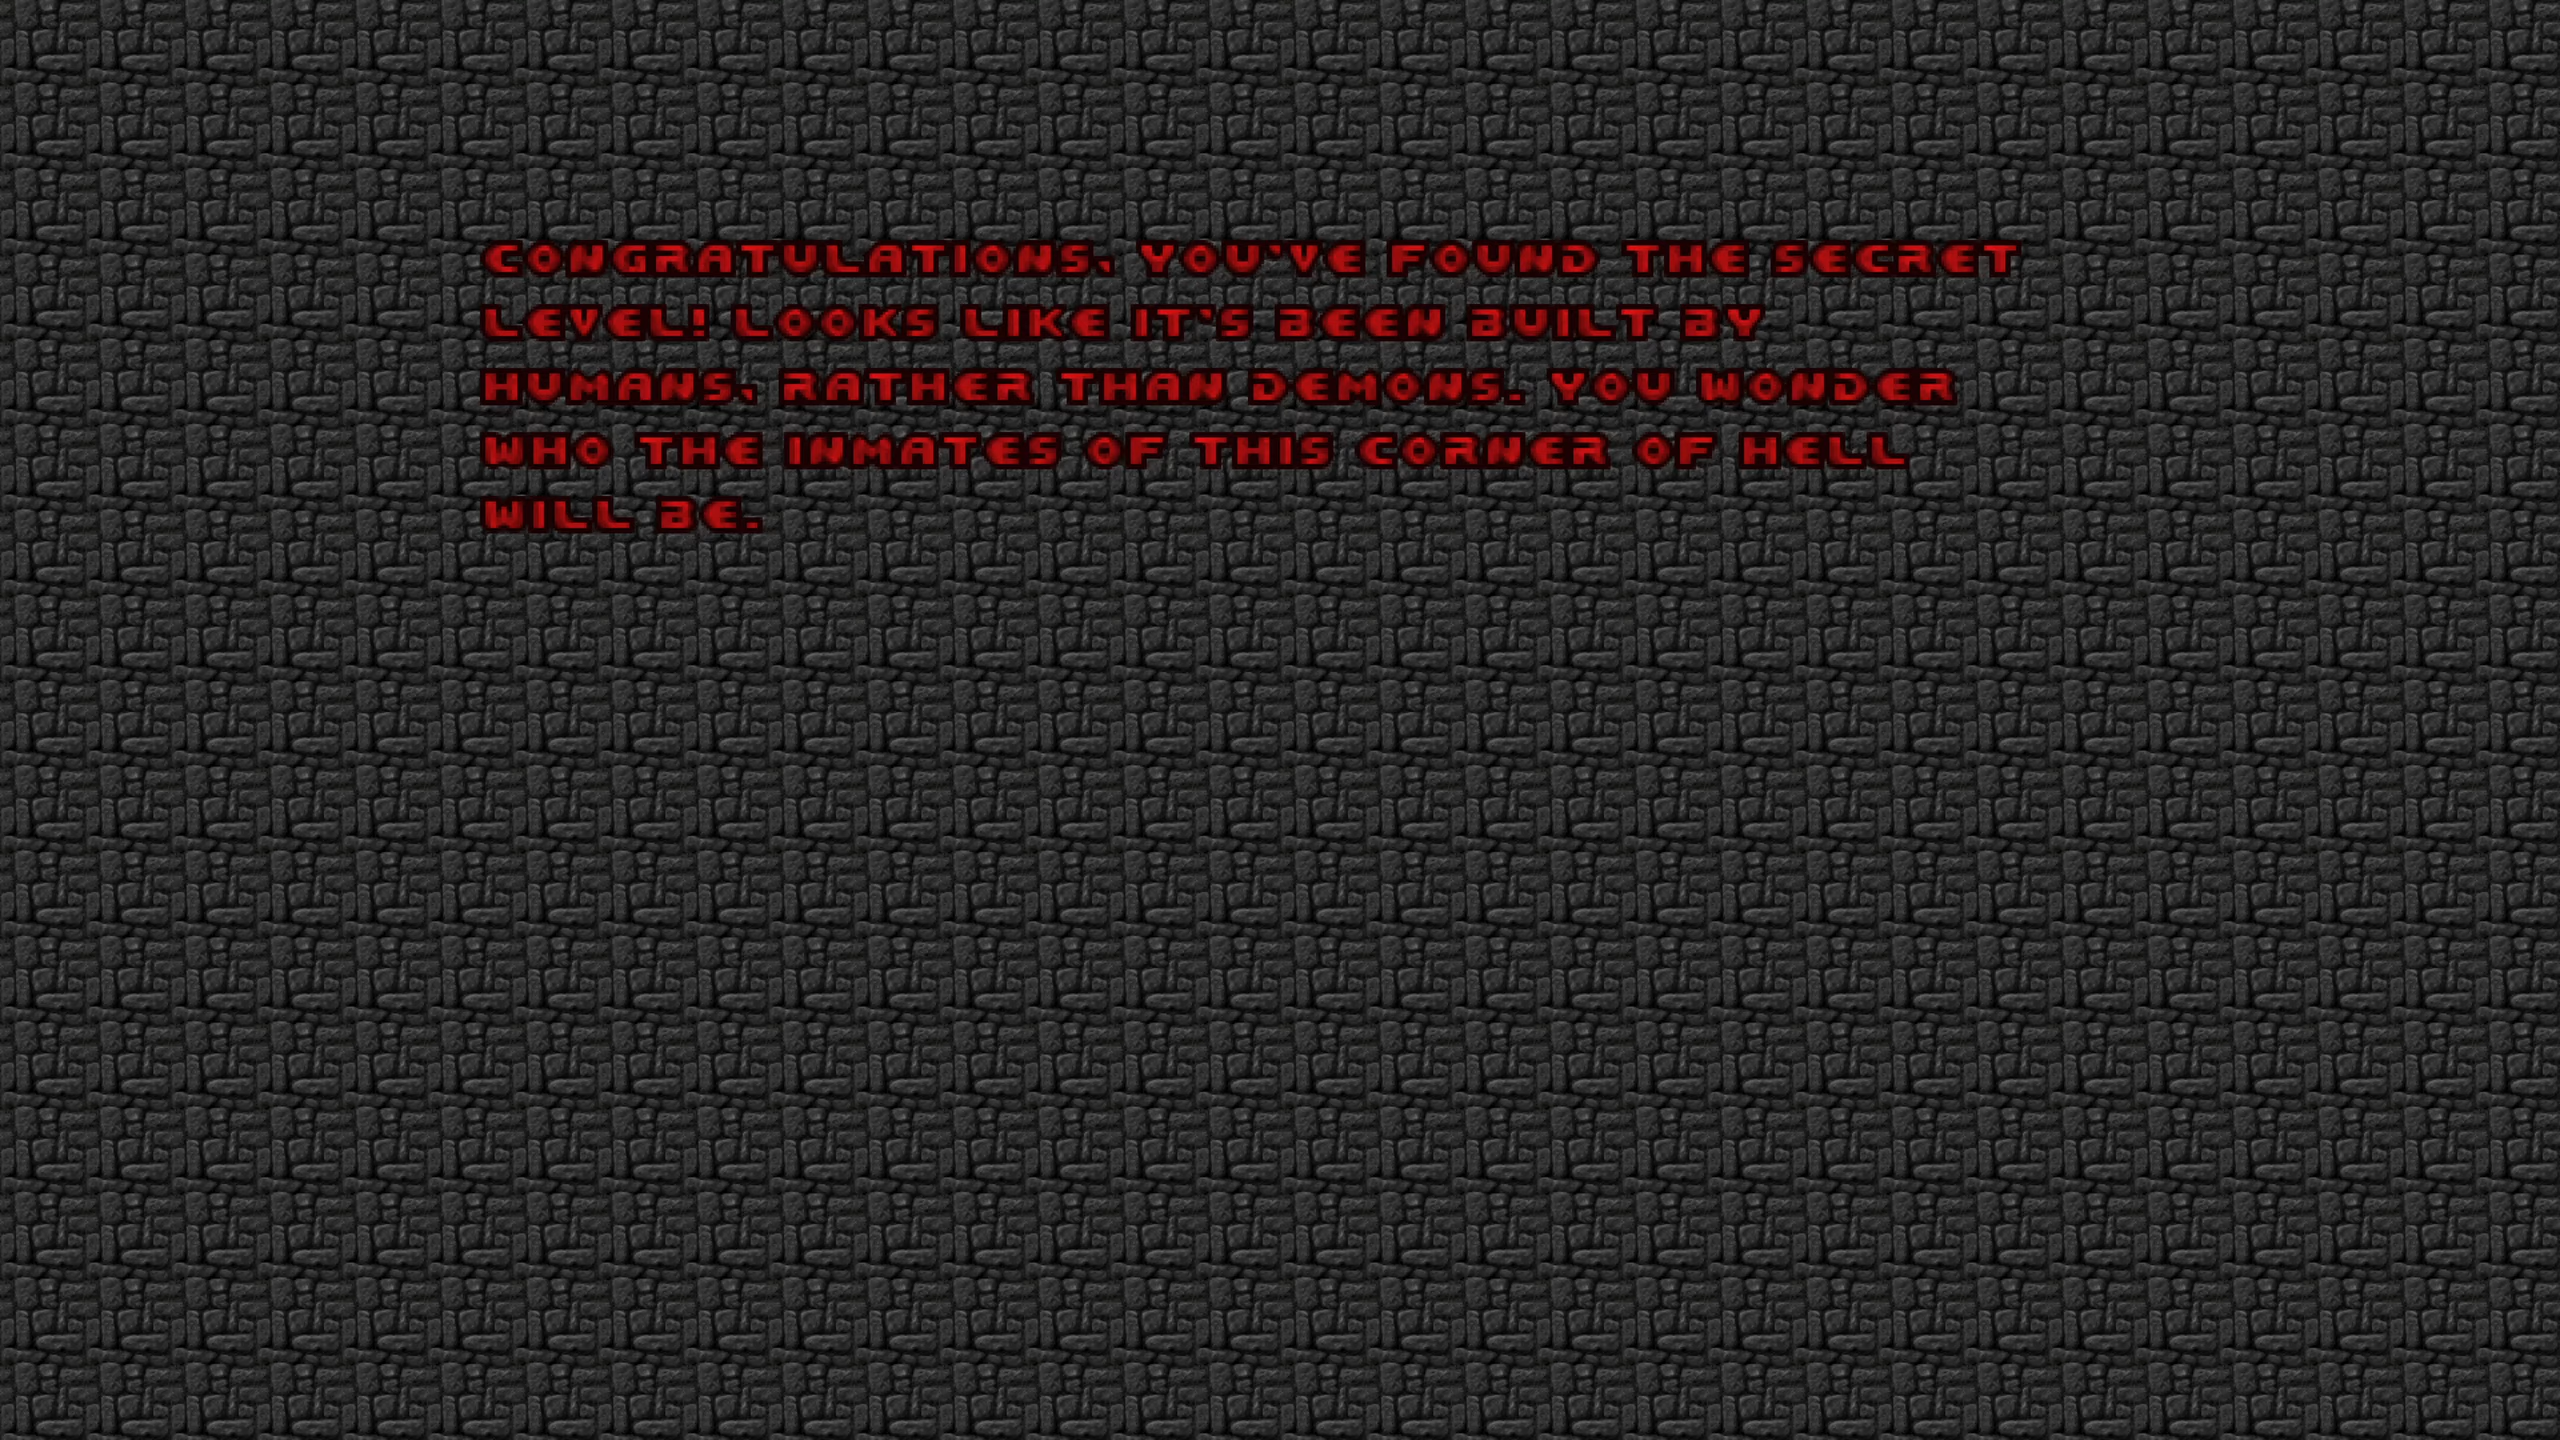 CONGRATULATIONS, YOU'VE FOUND THE SECRET
LEVEL! LOOKS LIKE IT'S BEEN BUILT BY
HUMANS, RATHER THAN DEMONS. YOU WONDER
WHO THE INMATES OF THIS CORNER OF HELL
WILL BE.